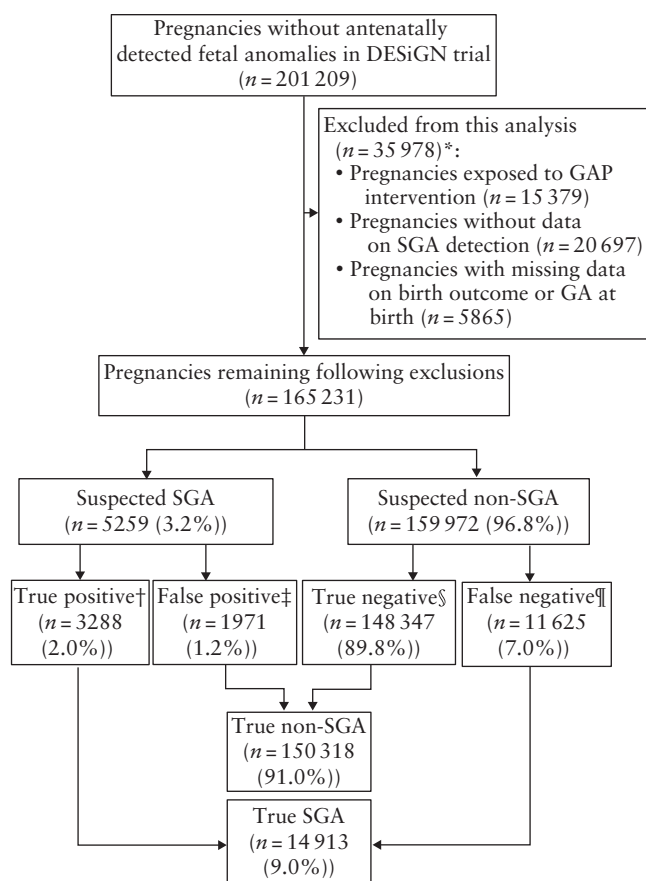 Pregnancies without antenatally
detected fetal anomalies in DESiGN trial
(n = 201 209)
Excluded from this analysis
(n = 35 978)*:
• Pregnancies exposed to GAP
intervention (n = 15 379)
• Pregnancies without data
on SGA detection (n = 20 697)
• Pregnancies with missing data
on birth outcome or GA at
birth (n = 5865)
Pregnancies remaining following exclusions
(n = 165 231)
Suspected SGA
(n = 5259 (3.2%))
Suspected non-SGA
(n = 159 972 (96.8%))
True positive†
(n = 3288
(2.0%))
False positive‡
(n = 1971
(1.2%))
True negative§
(n = 148 347
(89.8%))
False negative¶
(n = 11 625
(7.0%))
True non-SGA
(n = 150 318
(91.0%))
True SGA
(n = 14 913
(9.0%))